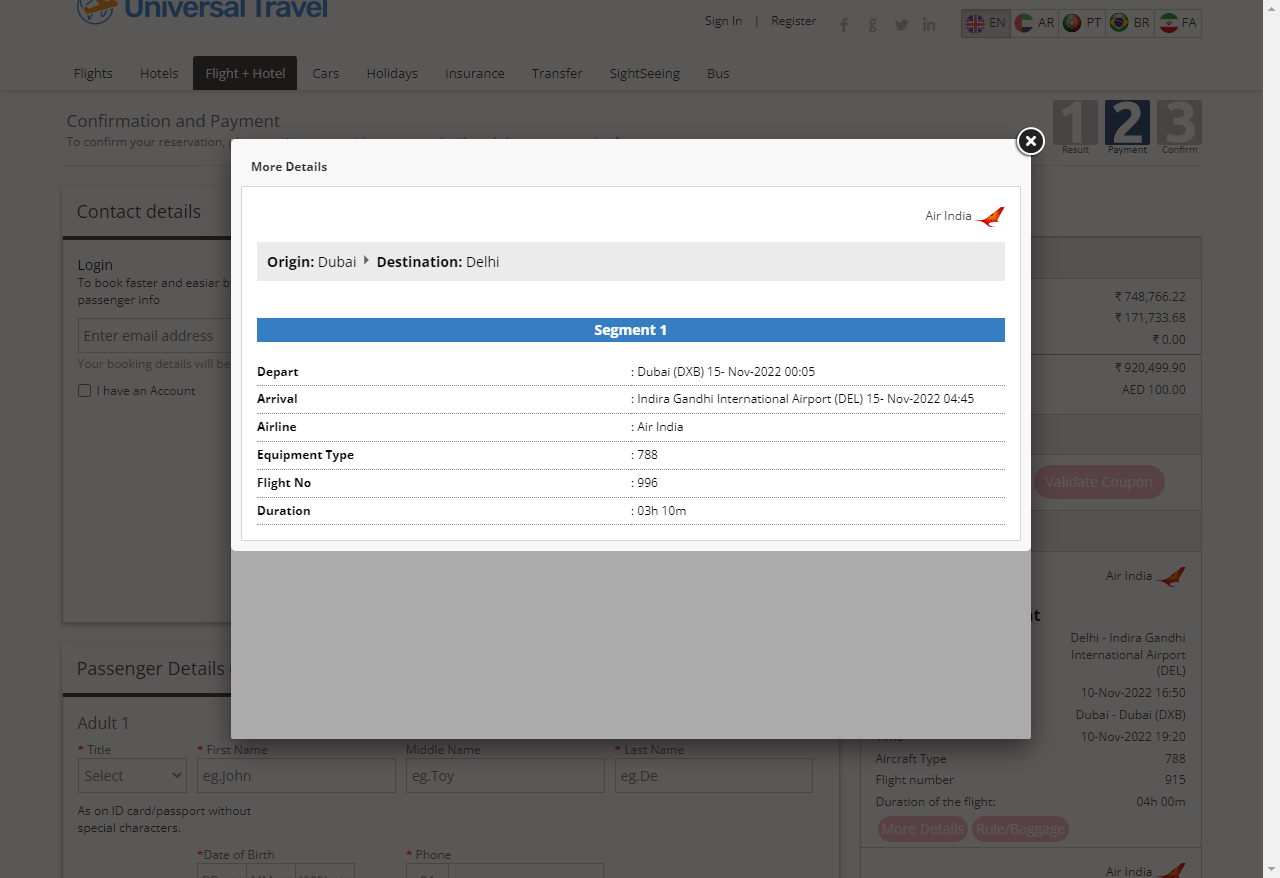 Universal Travel
Sign In | Register
EN AR PT BR FA
Flights Hotels Flight + Hotel Cars Holidays Insurance Transfer SightSeeing Bus
Confirmation and Payment
To confirm your reservation,
1 2 3
Result Payment Confirm
More Details
Air India
Origin: Dubai Destination: Delhi
Segment 1
Depart : Dubai (DXB) 15- Nov-2022 00:05
Arrival : Indira Gandhi International Airport (DEL) 15- Nov-2022 04:45
Airline : Air India
Equipment Type : 788
Flight No : 996
Duration : 03h 10m
Contact details
Login
To book faster and easiar
passenger info
Enter email address
Your booking details will be
I have an Account
Passenger Details
Adult 1
* Title * First Name Middle Name * Last Name
Select eg.John eg.Toy eg.De
As on ID card/passport without
special characters.
*Date of Birth * Phone
₹ 748,766.22
₹ 171,733.68
₹ 0.00
₹ 920,499.90
AED 100.00
Validate Coupon
Air India
Delhi - Indira Gandhi
International Airport
(DEL)
10-Nov-2022 16:50
Dubai - Dubai (DXB)
10-Nov-2022 19:20
Aircraft Type 788
Flight number 915
Duration of the flight: 04h 00m
More Details Rule/Baggage
Air India